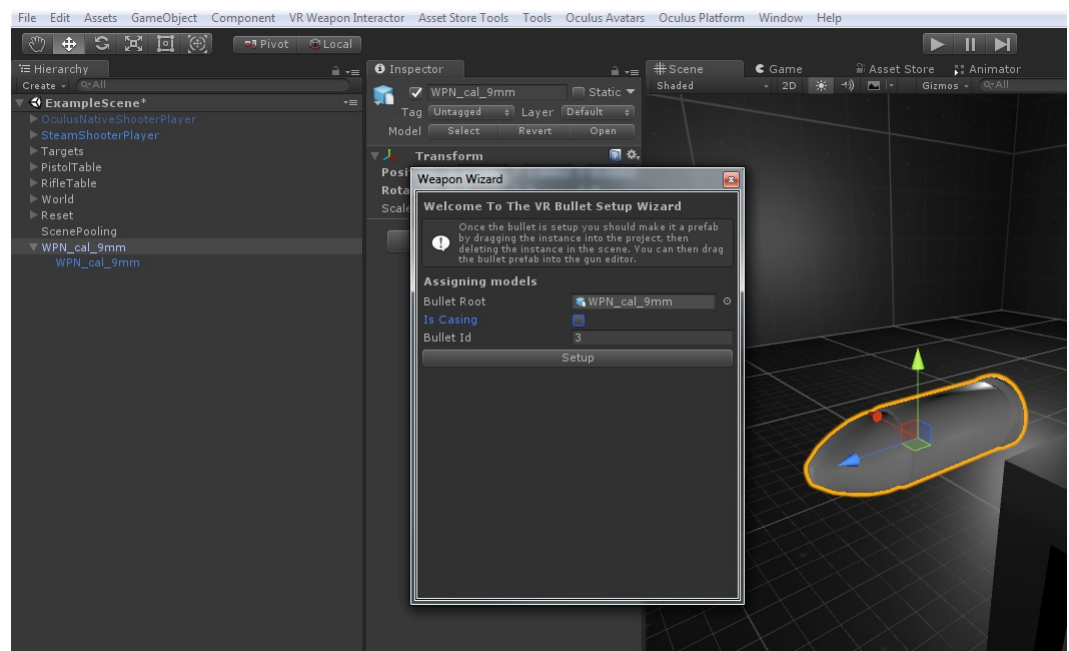 File Edit Assets GameObject Component VR Weapon Interactor Asset Store Tools Tools Oculus Avatars Oculus Platform Window Help
Pivot Local
Hierarchy
Create All
ExampleScene*
OculusNativeShooterPlayer
SteamShooterPlayer
Targets
PistolTable
RifleTable
World
Reset
ScenePooling
WPN_cal_9mm
WPN_cal_9mm
Inspector
WPN_cal_9mm Static
Tag Untagged Layer Default
Model Select Revert Open
Transform
Posi
Rota
Scale
Weapon Wizard
Welcome To The VR Bullet Setup Wizard
Once the bullet is setup you should make it a prefab
by dragging the instance into the project, then
deleting the instance in the scene. You can then drag
the bullet prefab into the gun editor.
Assigning models
Bullet Root WPN_cal_9mm
Is Casing
Bullet Id 3
Setup
Scene Game Asset Store Animator
Shaded 2D Gizmos All